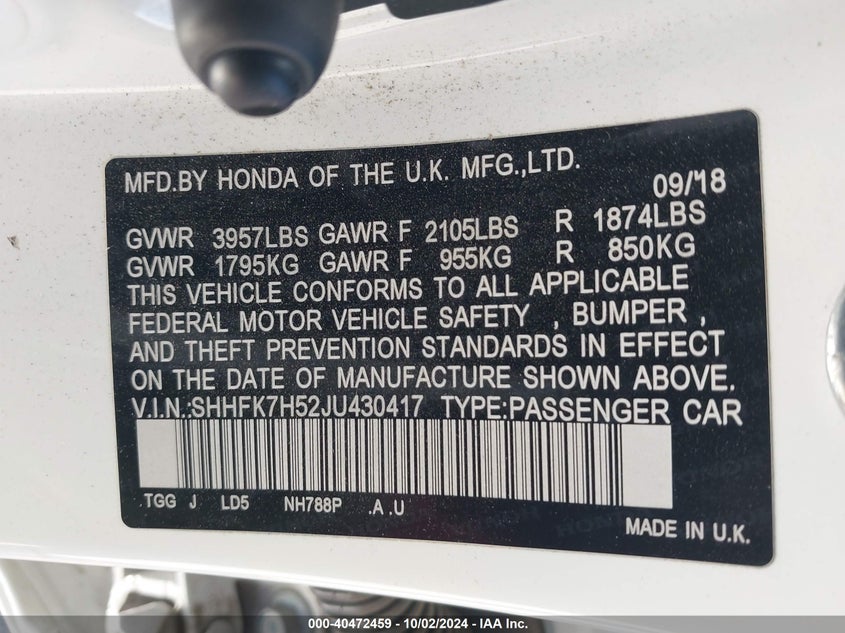 MFD.BY HONDA OF THE U.K. MFG.,LTD.
09/'18
GVWR 3957LBS GAWR F 2105LBS R 1874LBS
GVWR 1795KG GAWR F 955KG R 850KG
THIS VEHICLE CONFORMS TO ALL APPLICABLE
FEDERAL MOTOR VEHICLE SAFETY , BUMPER ,
AND THEFT PREVENTION STANDARDS IN EFFECT
ON THE DATE OF MANUFACTURE SHOWN ABOVE.
V.I.N.:SHHFK7H52JU430417 TYPE:PASSENGER CAR
TGG J LD5 NH788P .A .U
MADE IN U.K.
000-40472459 - 10/02/2024 - IAA Inc.